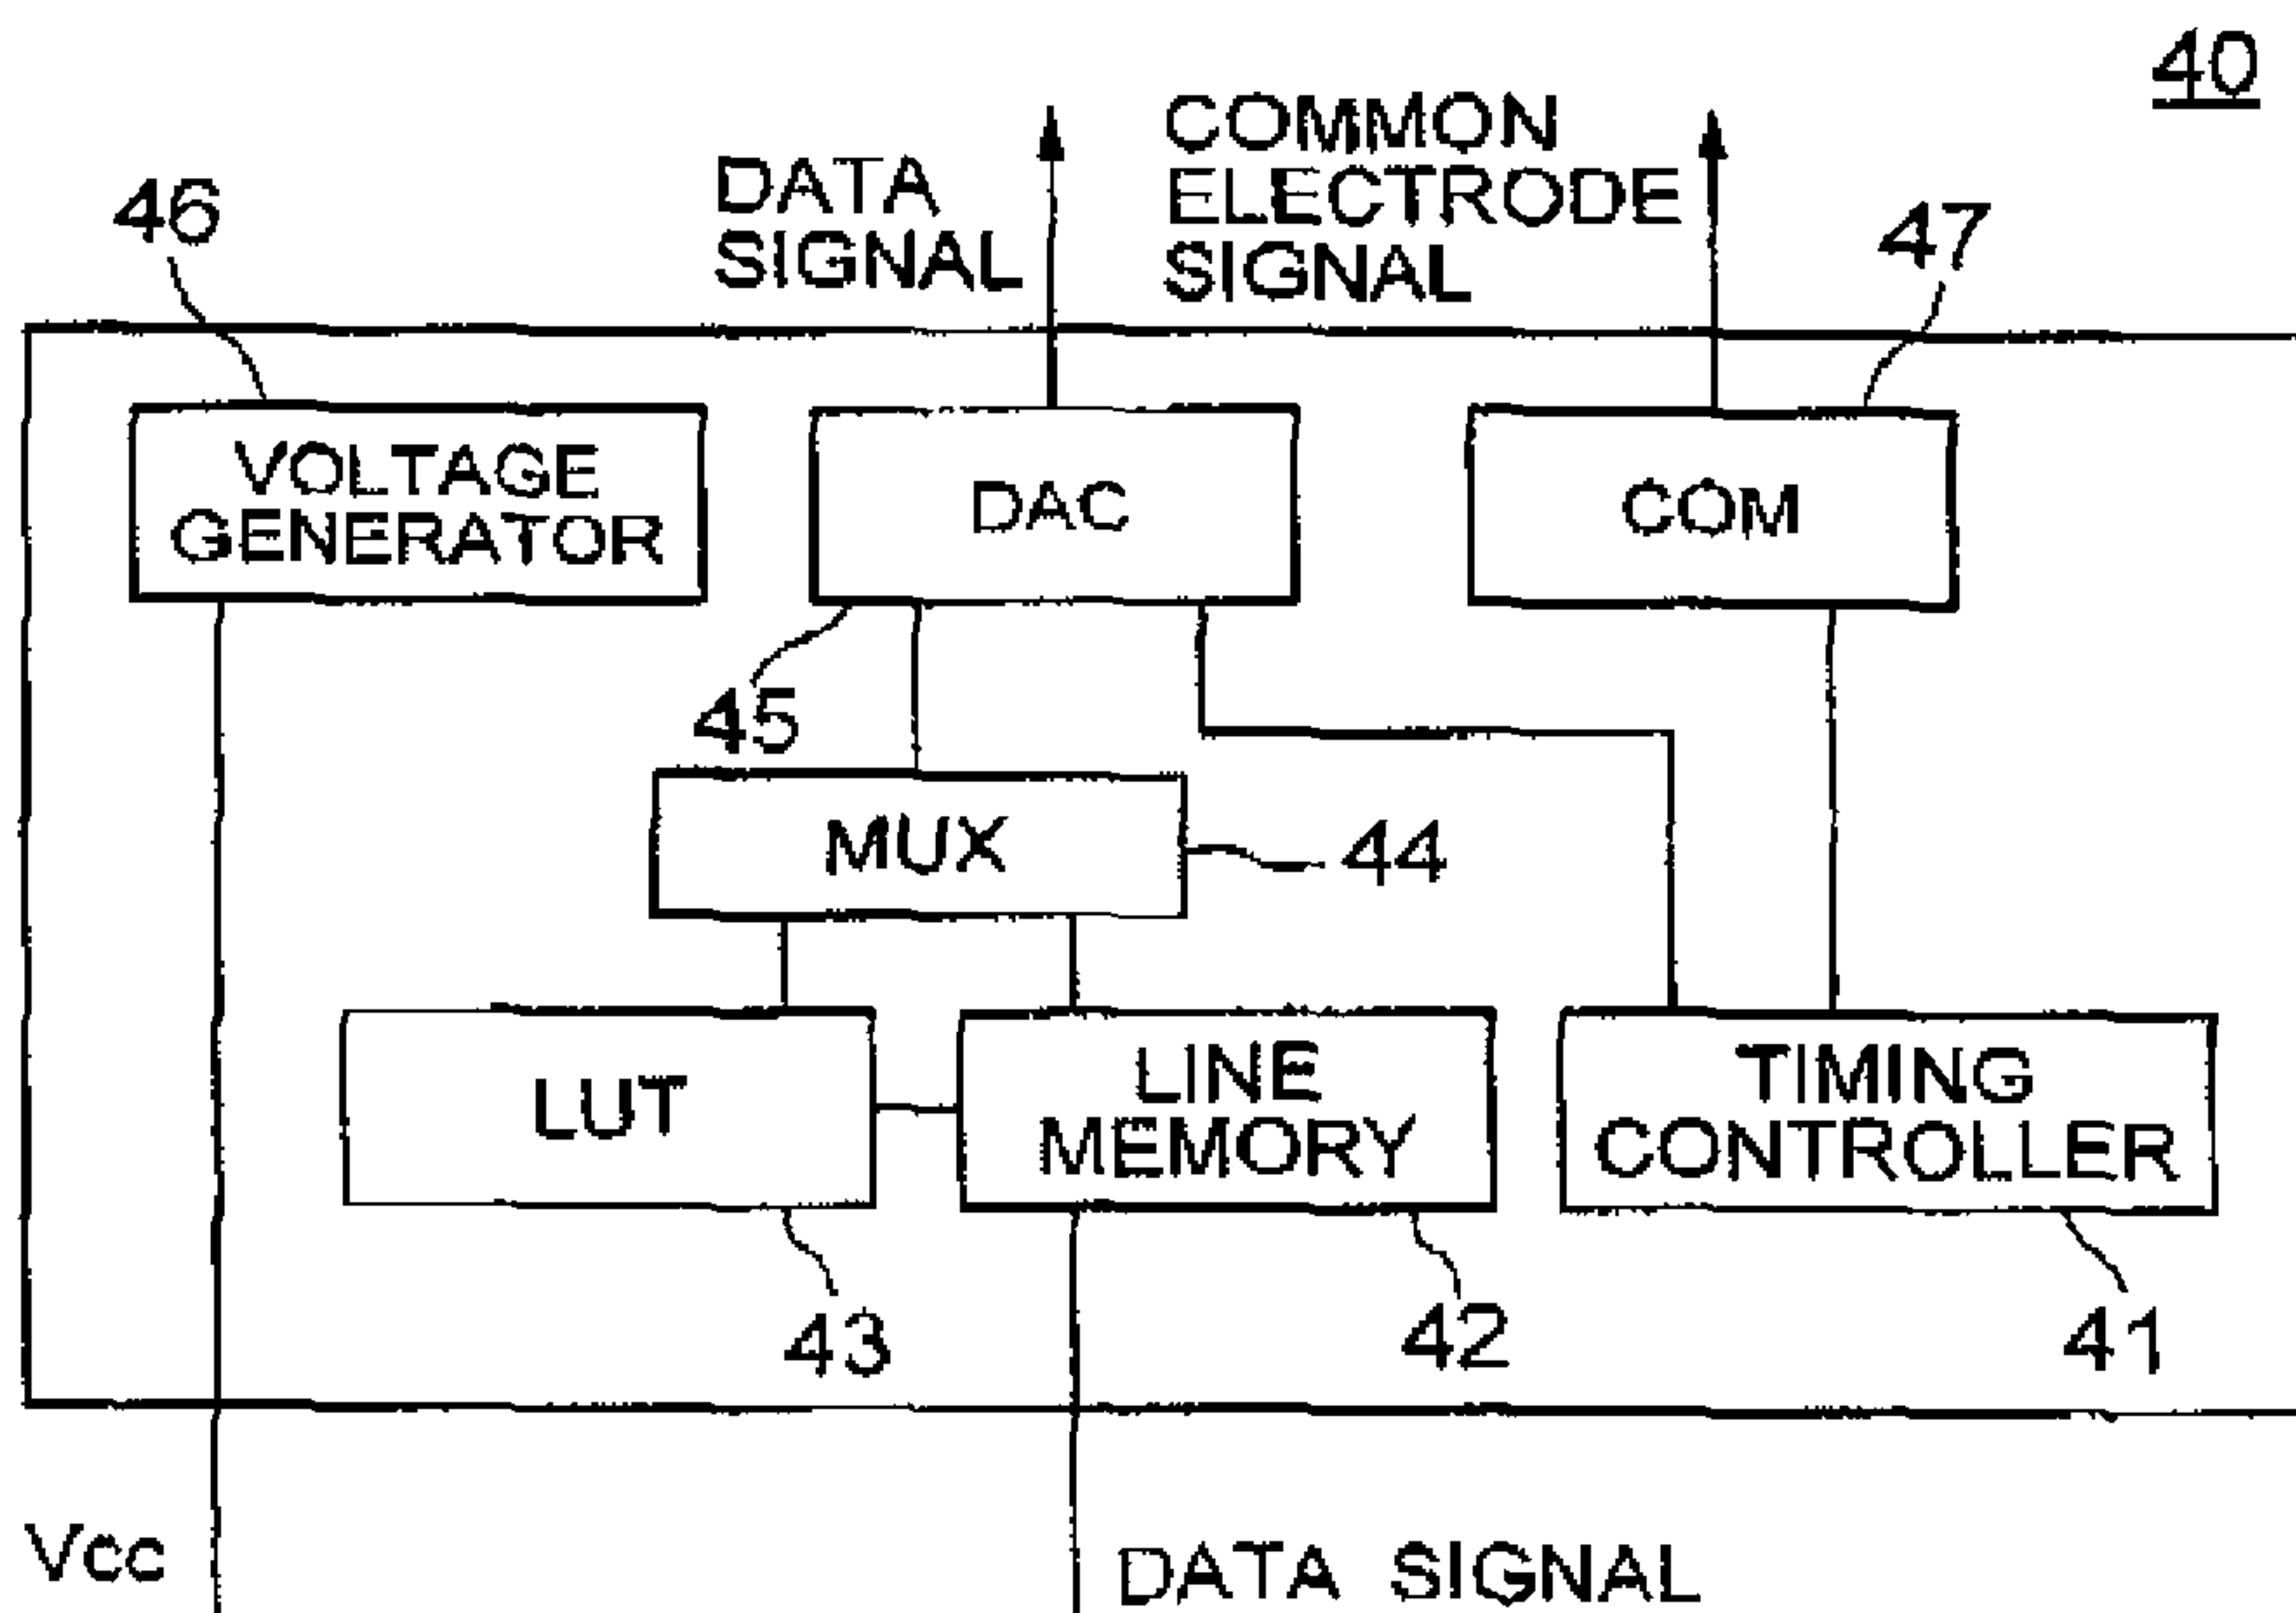 40
DATA
SIGNAL
COMMON
ELECTRODE
SIGNAL
46
47
VOLTAGE
GENERATOR
DAC
COM
45
MUX
44
LUT
LINE
MEMORY
TIMING
CONTROLLER
43
42
41
Vcc
DATA SIGNAL